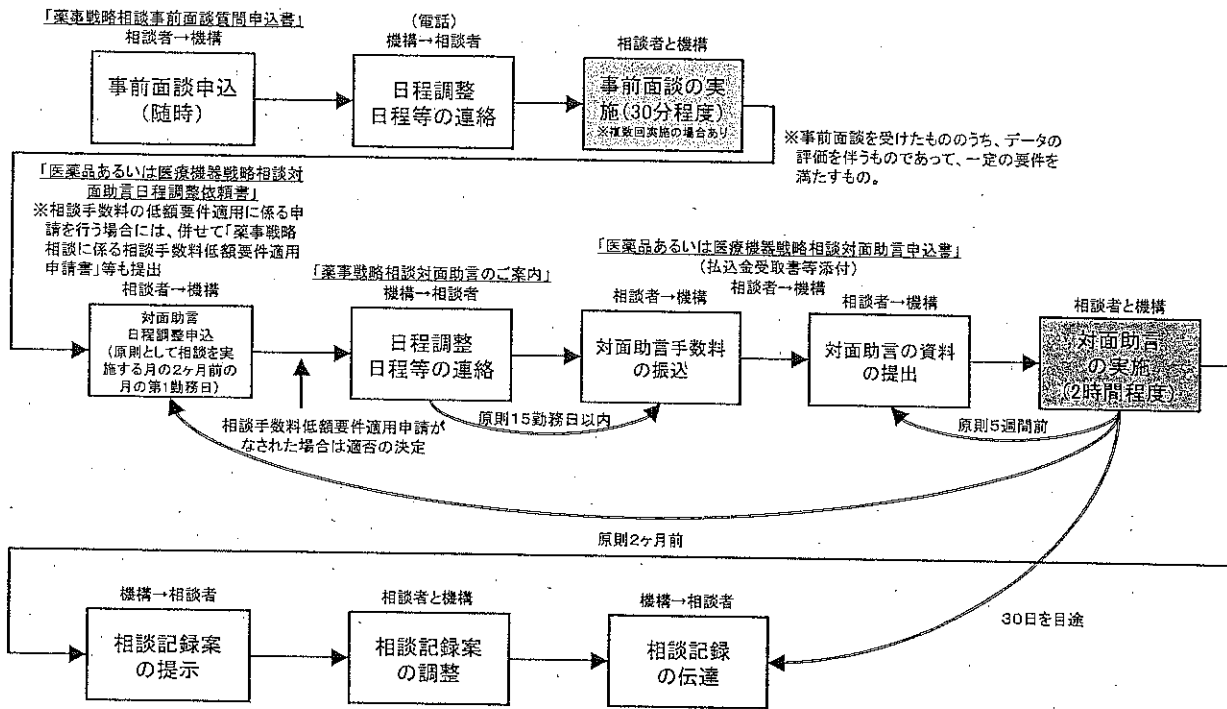 「薬事戦略相談事前面談質問申込書」
相談者→機構
事前面談申込
(随時)
(電話)
機構→相談者
日程調整
日程等の連絡
相談者と機構
事前面談の実
施(30分程度)
※複数回実施の場合あり
※事前面談を受けたもののうち、データの
評価を伴うものであって、一定の要件を
満たすもの。
「医薬品あるいは医療機器戦略相談対
面助言日程調整依頼書」
※相談手数料の低額要件適用に係る申
請を行う場合には、併せて「薬事戦略
相談に係る相談手数料低額要件適用
申請書」等も提出
相談者→機構
対面助言
日程調整申込
(原則として相談を実
施する月の2ヶ月前の
月の第1勤務日)
相談手数料低額要件適用申請が
なされた場合は適否の決定
「薬事戦略相談対面助言のご案内」
機構→相談者
日程調整
日程等の連絡
原則15勤務日以内
「医薬品あるいは医療機器戦略相談対面助言申込書」
(払込金受取書等添付)
相談者→機構
相談者→機構
対面助言手数料
の振込
相談者→機構
対面助言の資料
の提出
相談者と機構
対面助言
の実施
(2時間程度)
原則5週間前
原則2ヶ月前
30日を目途
機構→相談者
相談記録案
の提示
相談者と機構
相談記録案
の調整
機構→相談者
相談記録
の伝達